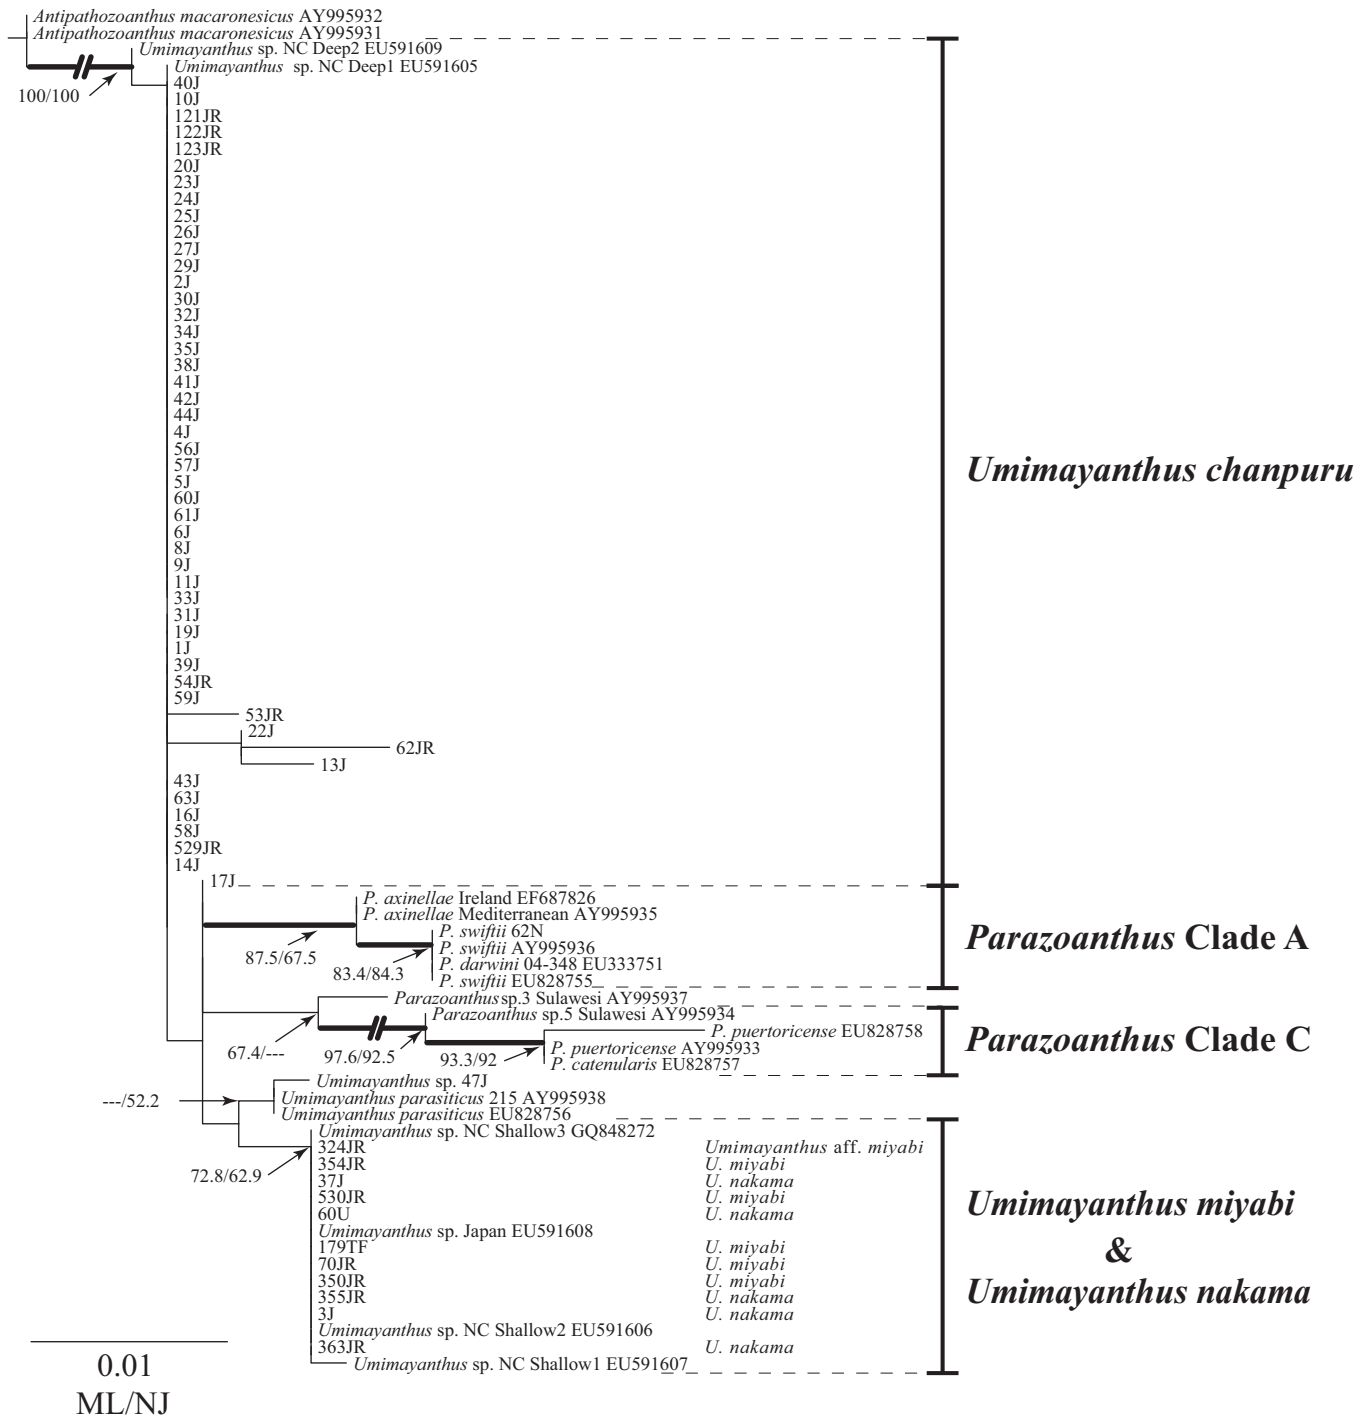 Antipathozoanthus macaronesicus AY995932
Antipathozoanthus macaronesicus AY995931
Umimayanthus sp. NC Deep2 EU591609
Umimayanthus sp. NC Deep1 EU591605
100/100
40J
10J
121JR
122JR
123JR
20J
23J
24J
25J
26J
27J
29J
2J
30J
32J
34J
35J
38J
41J
42J
44J
4J
56J
57J
5J
60J
61J
6J
8J
9J
11J
33J
31J
19J
1J
39J
54JR
59J
53JR
22J
62JR
13J
43J
63J
16J
58J
529JR
14J
17J
Umimayanthus chanpuru
P. axinellae Ireland EF687826
P. axinellae Mediterranean AY995935
P. swiftii 62N
P. swiftii AY995936
P. darwini 04-348 EU333751
P. swiftii EU828755
87.5/67.5
83.4/84.3
Parazoanthus Clade A
Parazoanthus sp.3 Sulawesi AY995937
Parazoanthus sp.5 Sulawesi AY995934
P. puertoricense EU828758
P. puertoricense AY995933
P. catenularis EU828757
67.4/---
97.6/92.5
93.3/92
Parazoanthus Clade C
Umimayanthus sp. 47J
Umimayanthus parasiticus 215 AY995938
Umimayanthus parasiticus EU828756
---/52.2
72.8/62.9
Umimayanthus sp. NC Shallow3 GQ848272
324JR Umimayanthus aff. miyabi
354JR U. miyabi
37J U. nakama
530JR U. miyabi
60U U. nakama
Umimayanthus sp. Japan EU591608
179TF U. miyabi
70JR U. miyabi
350JR U. miyabi
355JR U. nakama
3J U. nakama
Umimayanthus sp. NC Shallow2 EU591606
363JR U. nakama
Umimayanthus sp. NC Shallow1 EU591607
Umimayanthus miyabi
&
Umimayanthus nakama
0.01
ML/NJ